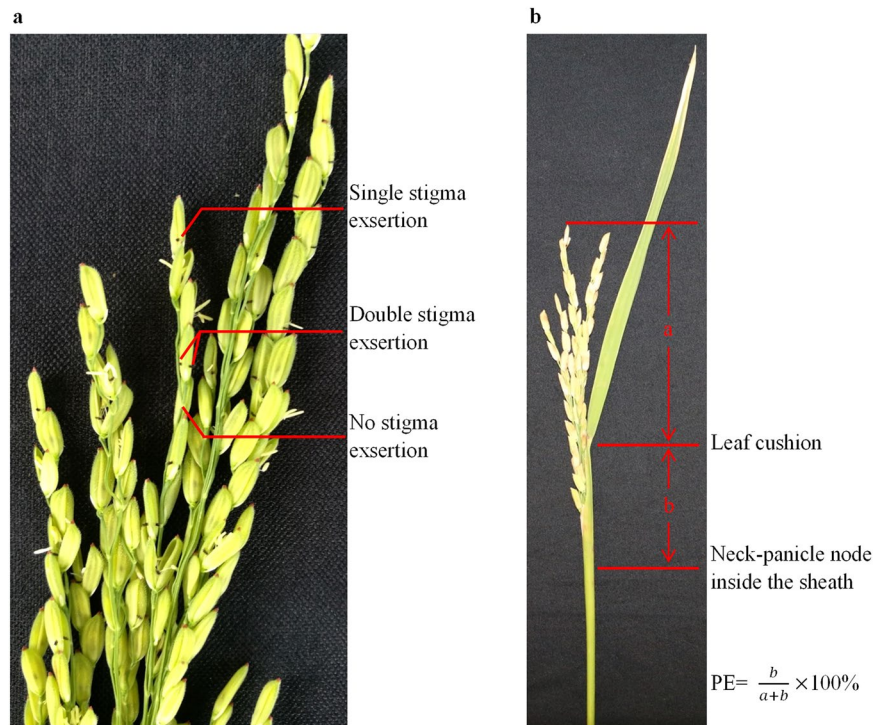 a
b
Single stigma
exsertion
Double stigma
exsertion
No stigma
exsertion
a
Leaf cushion
b
Neck-panicle node
inside the sheath
PE= b/a+b ×100%